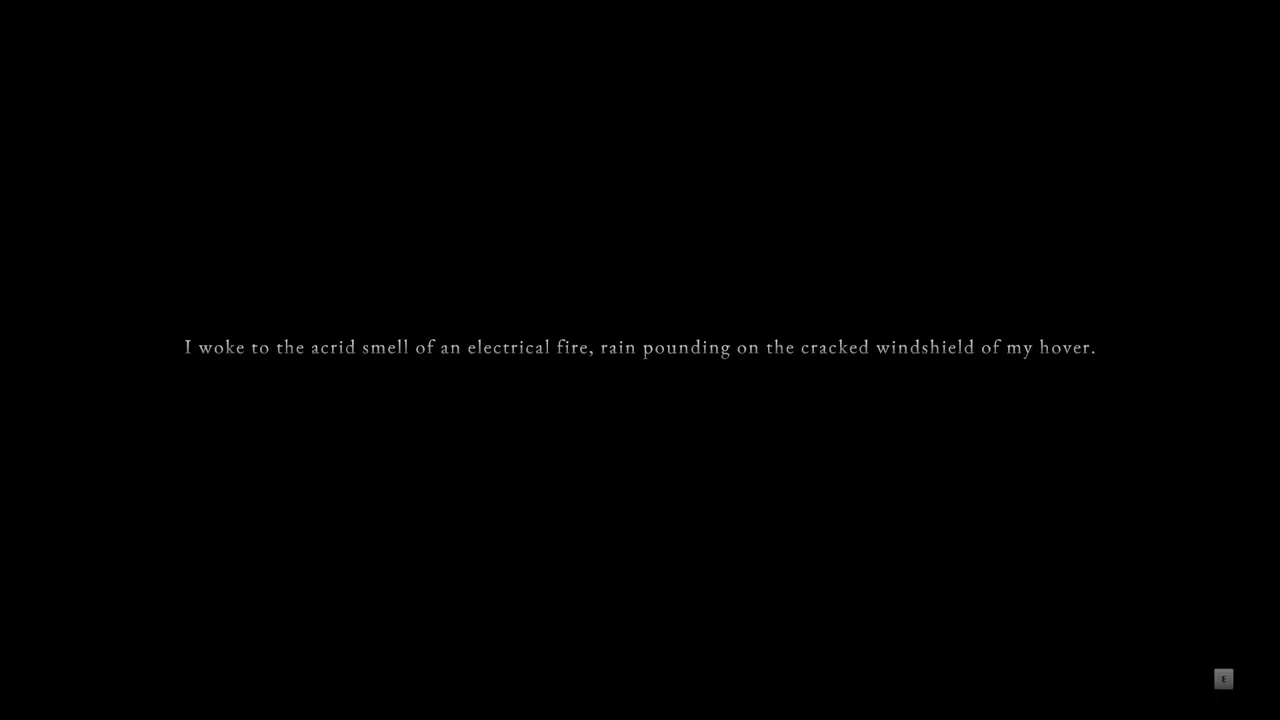 I woke to the acrid smell of an electrical fire, rain pounding on the cracked windshield of my hover.
E